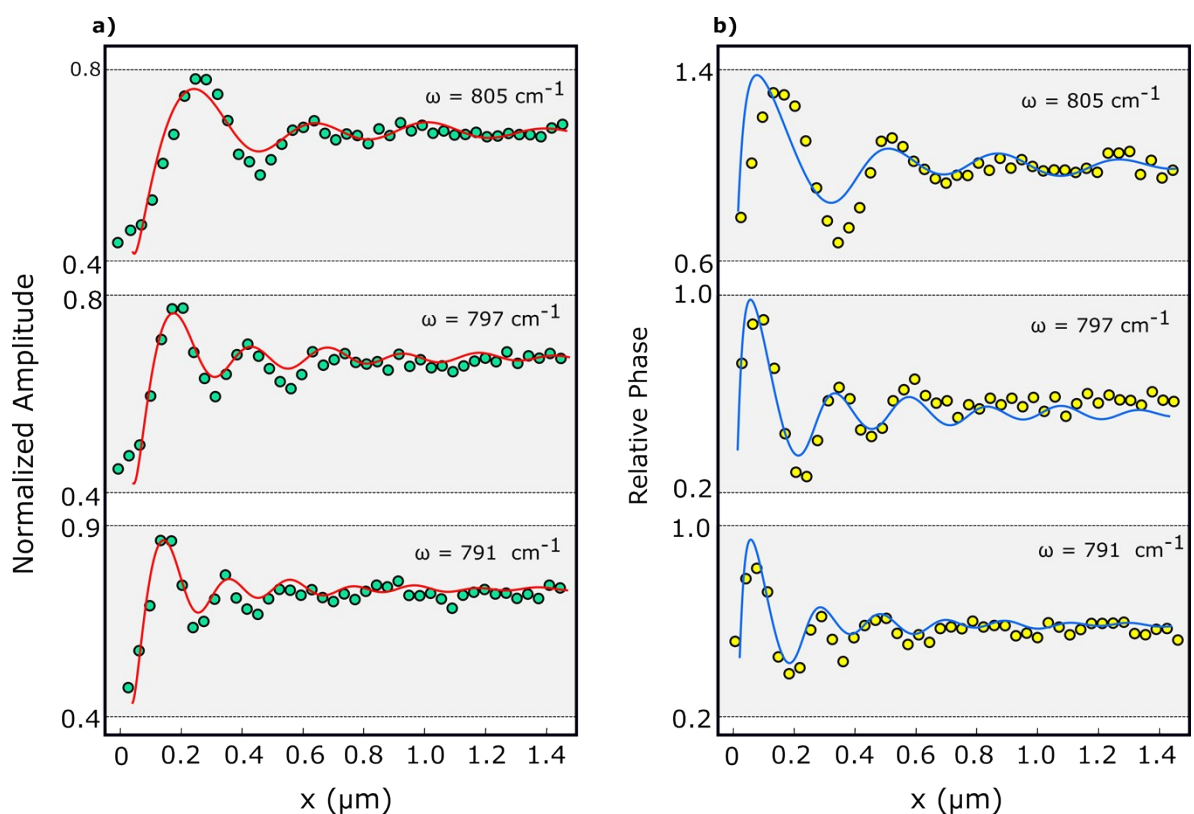 a)
b)
Normalized Amplitude
0.8
ω = 805 cm-1
0.4
0.8
ω = 797 cm-1
0.4
0.9
ω = 791 cm-1
0.4
0 0.2 0.4 0.6 0.8 1.0 1.2 1.4
x (μm)
Relative Phase
1.4
ω = 805 cm-1
0.6
1.0
ω = 797 cm-1
0.2
1.0
ω = 791 cm-1
0.2
0 0.2 0.4 0.6 0.8 1.0 1.2 1.4
x (μm)